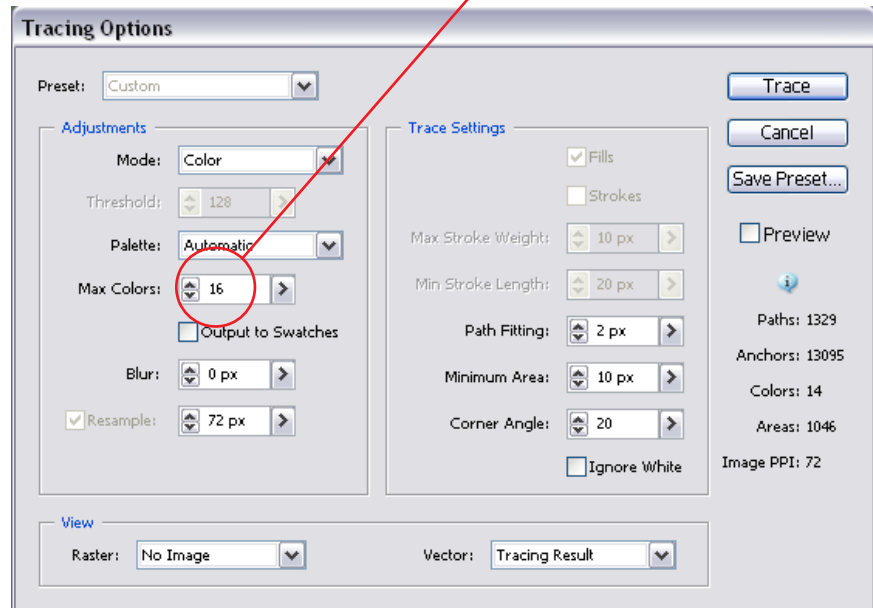 Tracing Options
Preset: Custom
Trace
Adjustments
Mode: Color
Threshold: 128
Palette: Automatic
Max Colors: 16
Output to Swatches
Blur: 0 px
Resample: 72 px
Trace Settings
Fills
Strokes
Max Stroke Weight: 10 px
Min Stroke Length: 20 px
Path Fitting: 2 px
Minimum Area: 10 px
Corner Angle: 20
Ignore White
Cancel
Save Preset...
Preview
Paths: 1329
Anchors: 13095
Colors: 14
Areas: 1046
Image PPI: 72
View
Raster: No Image
Vector: Tracing Result